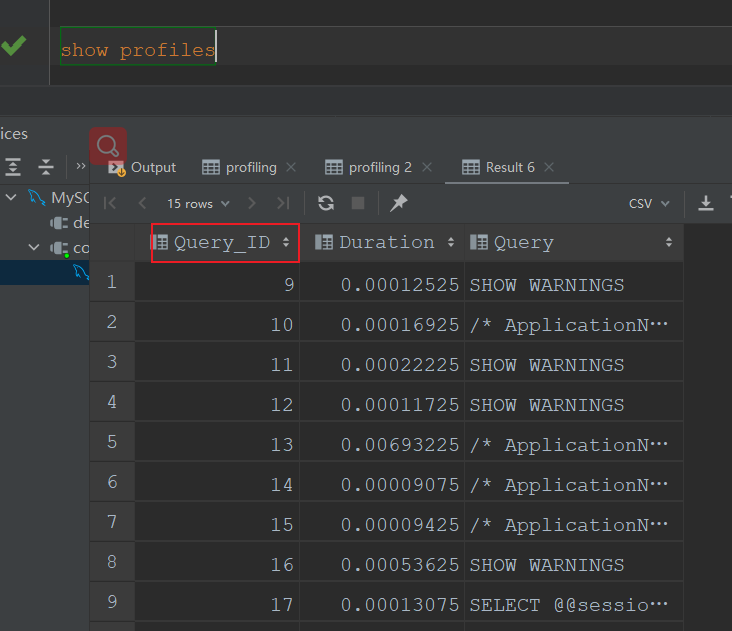 show profiles
ices
Output profiling profiling 2 Result 6
15 rows CSV
MySQ
de
co
Query_ID Duration Query
1 9 0.00012525 SHOW WARNINGS
2 10 0.00016925 /* ApplicationN…
3 11 0.00022225 SHOW WARNINGS
4 12 0.00011725 SHOW WARNINGS
5 13 0.00693225 /* ApplicationN…
6 14 0.00009075 /* ApplicationN…
7 15 0.00009425 /* ApplicationN…
8 16 0.00053625 SHOW WARNINGS
9 17 0.00013075 SELECT @@sessio…